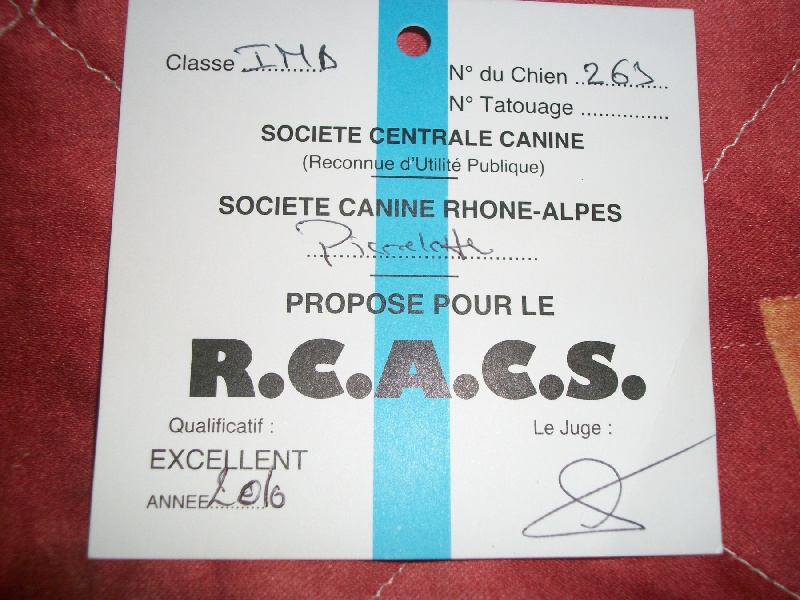 Classe IMD
N° du Chien 263
N° Tatouage ................
SOCIETE CENTRALE CANINE
(Reconnue d'Utilité Publique)
SOCIETE CANINE RHONE-ALPES
Pierrelatte
PROPOSE POUR LE
R.C.A.C.S.
Qualificatif :
Le Juge :
EXCELLENT
ANNEE 2010